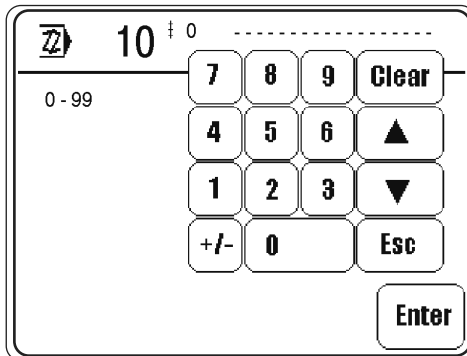 10 ‡ 0 ------------------
0 - 99
7 8 9 Clear
4 5 6 ▲
1 2 3 ▼
+/- 0 Esc
Enter